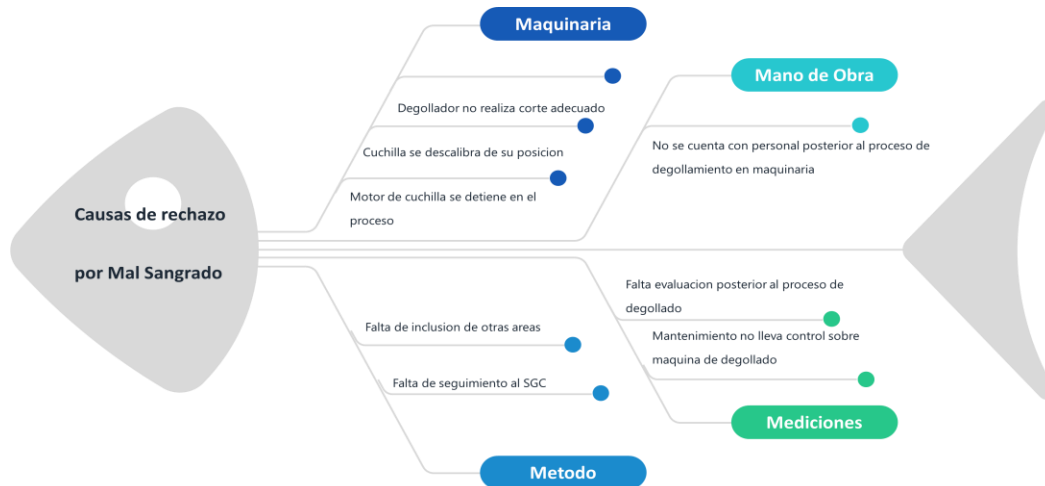 Maquinaria
Mano de Obra
Degollador no realiza corte adecuado
Cuchilla se descalibra de su posicion
No se cuenta con personal posterior al proceso de
degollamiento en maquinaria
Motor de cuchilla se detiene en el
proceso
Causas de rechazo
por Mal Sangrado
Falta evaluacion posterior al proceso de
degollado
Falta de inclusion de otras areas
Mantenimiento no lleva control sobre
maquina de degollado
Falta de seguimiento al SGC
Mediciones
Metodo